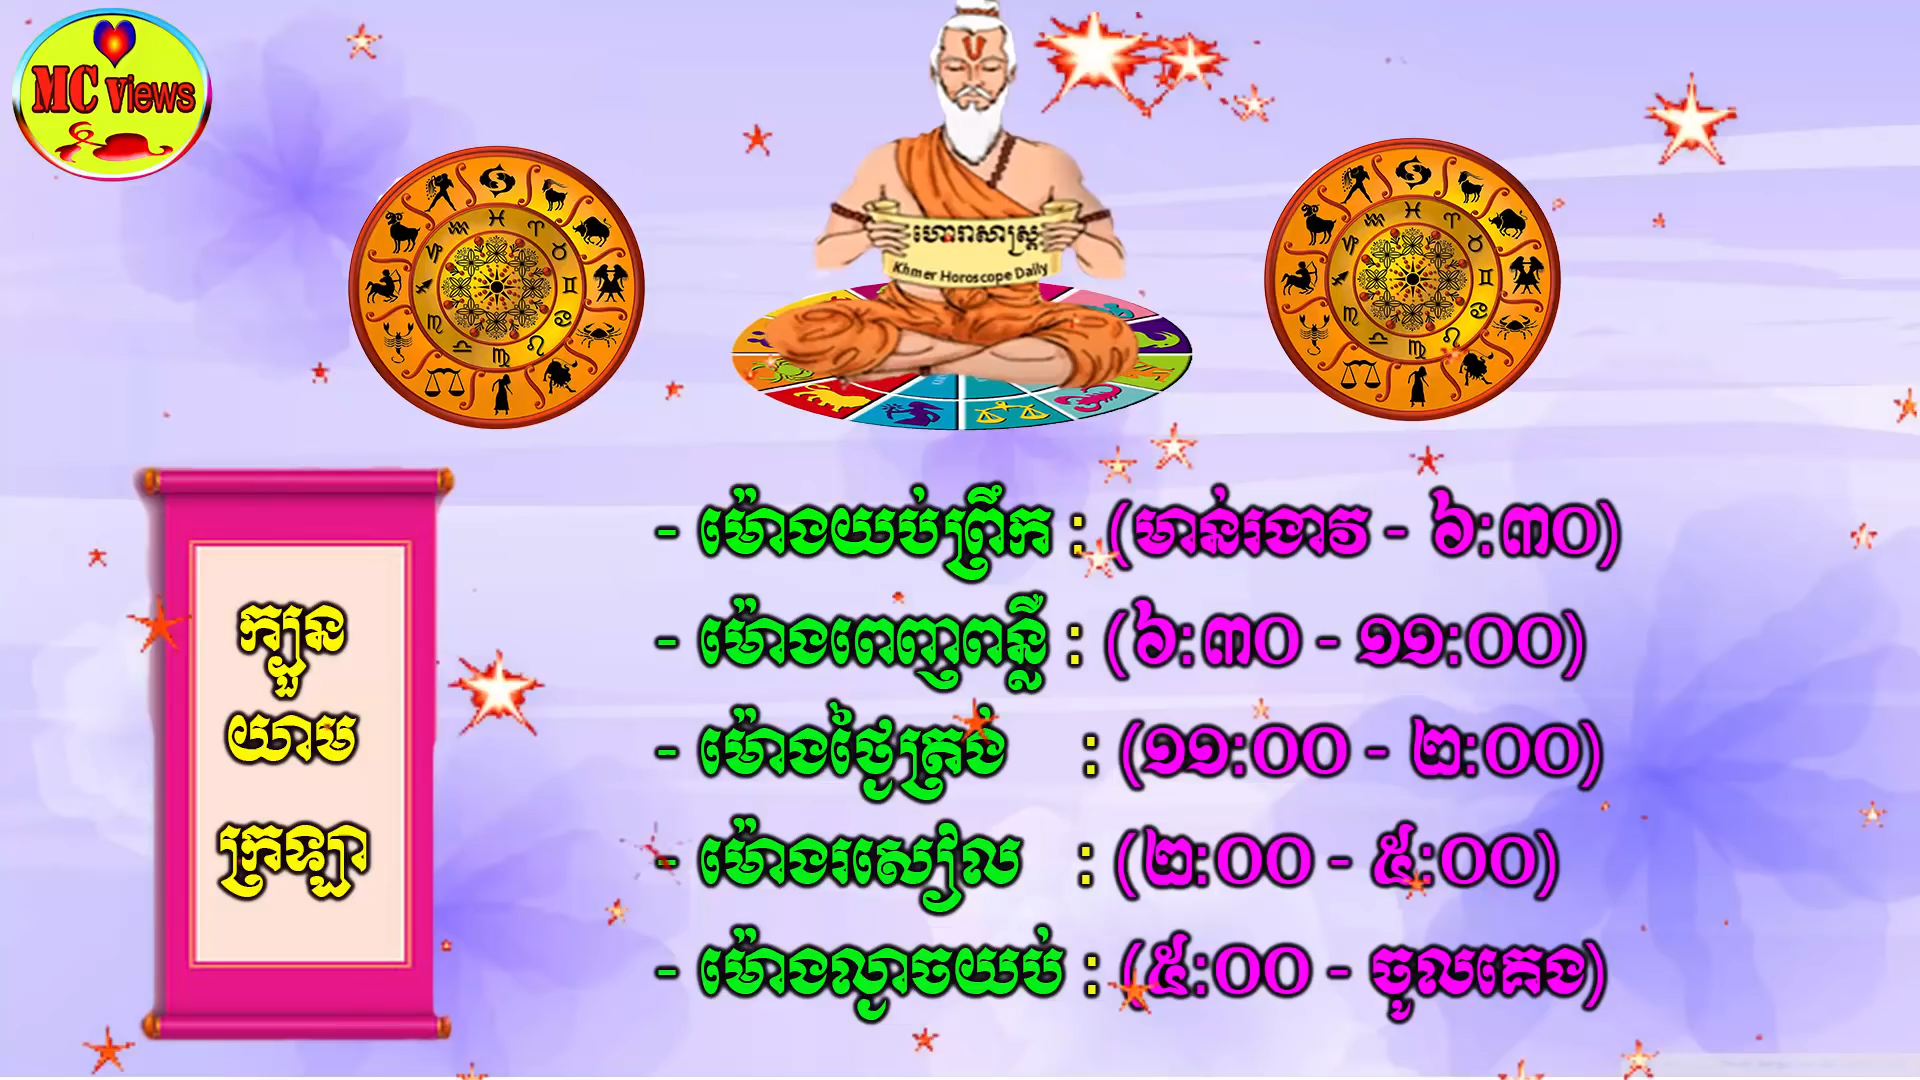 MC Views
ហោរាសាស្ត្រ
Khmer Horoscope Daily
ក្បួន
យាម
ក្រឡា
- ម៉ោងយប់ព្រឹក : (មាន់រងាវ - ៦:៣០)
- ម៉ោងពេញពន្លឺ : (៦:៣០ - ១១:០០)
- ម៉ោងថ្ងៃត្រង់ : (១១:០០ - ២:០០)
- ម៉ោងរសៀល : (២:០០ - ៥:០០)
- ម៉ោងល្ងាចយប់ : (៥:០០ - ចូលគេង)